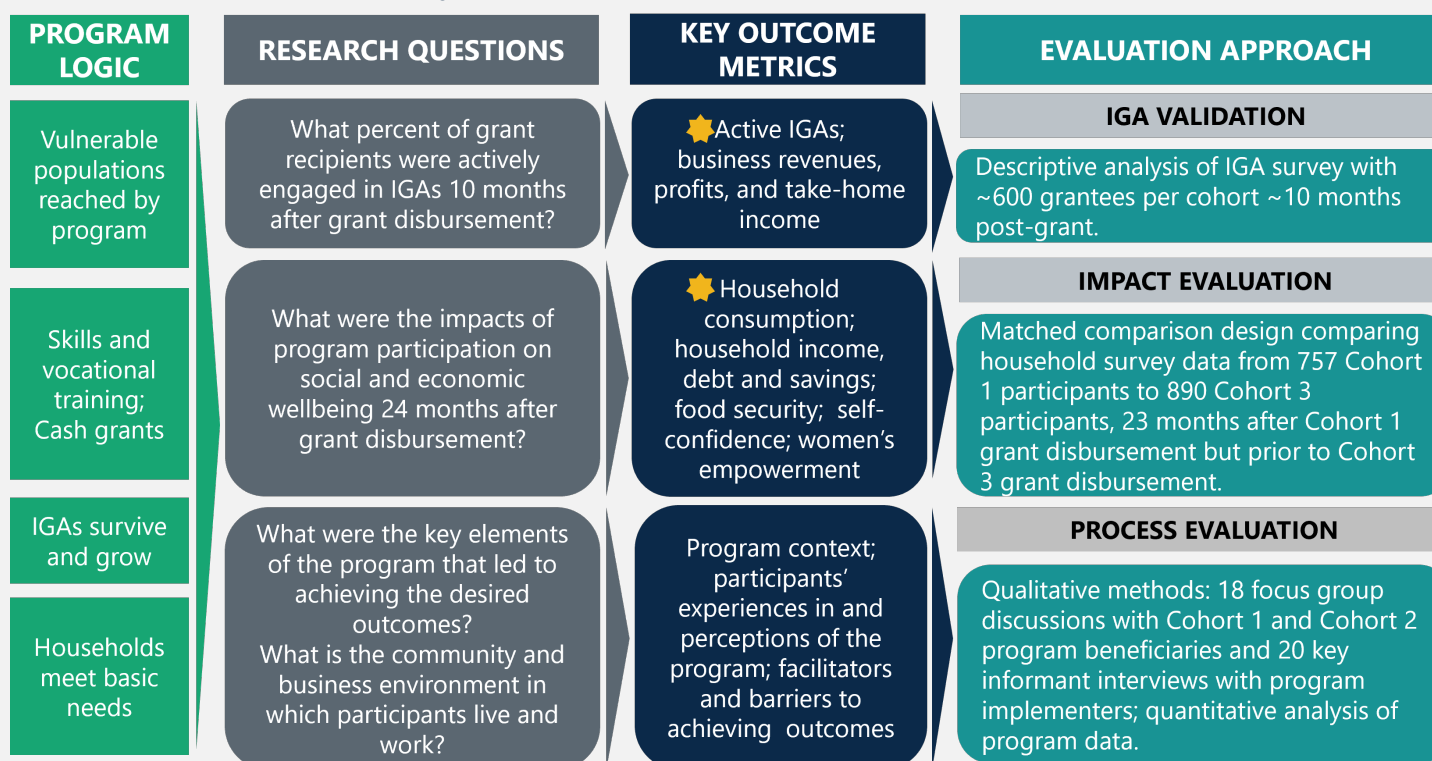 PROGRAM
LOGIC
RESEARCH QUESTIONS
KEY OUTCOME
METRICS
EVALUATION APPROACH
Vulnerable
populations
reached by
program
Skills and
vocational
training;
Cash grants
IGAs survive
and grow
Households
meet basic
needs
What percent of grant
recipients were actively
engaged in IGAs 10 months
after grant disbursement?
What were the impacts of
program participation on
social and economic
wellbeing 24 months after
grant disbursement?
What were the key elements
of the program that led to
achieving the desired
outcomes?
What is the community and
business environment in
which participants live and
work?
Active IGAs;
business revenues,
profits, and take-home
income
Household
consumption;
household income,
debt and savings;
food security;  self-
confidence; women’s
empowerment
Program context;
participants’
experiences in and
perceptions of the
program; facilitators
and barriers to
achieving  outcomes
IGA VALIDATION
Descriptive analysis of IGA survey with
~600 grantees per cohort ~10 months
post-grant.
IMPACT EVALUATION
Matched comparison design comparing
household survey data from 757 Cohort
1 participants to 890 Cohort 3
participants, 23 months after Cohort 1
grant disbursement but prior to Cohort
3 grant disbursement.
PROCESS EVALUATION
Qualitative methods: 18 focus group
discussions with Cohort 1 and Cohort 2
program beneficiaries and 20 key
informant interviews with program
implementers; quantitative analysis of
program data.